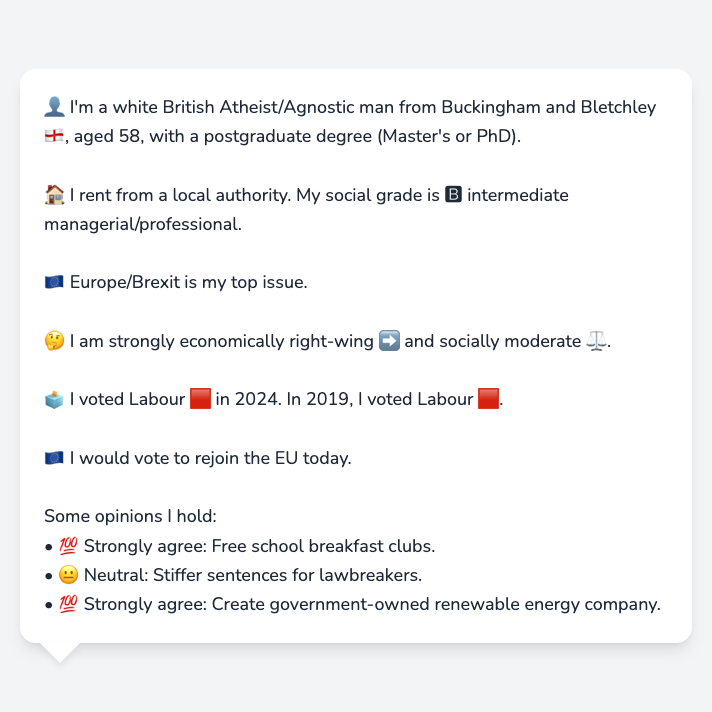 👤 I'm a white British Atheist/Agnostic man from Buckingham and Bletchley
🏴󠁧󠁢󠁥󠁮󠁧󠁿, aged 58, with a postgraduate degree (Master's or PhD).
🏠 I rent from a local authority. My social grade is 🅱 intermediate
managerial/professional.
🇪🇺 Europe/Brexit is my top issue.
🤔 I am strongly economically right-wing ➡️ and socially moderate ⚖️.
🗳️ I voted Labour 🟥 in 2024. In 2019, I voted Labour 🟥.
🇪🇺 I would vote to rejoin the EU today.
Some opinions I hold:
• 💯 Strongly agree: Free school breakfast clubs.
• 😐 Neutral: Stiffer sentences for lawbreakers.
• 💯 Strongly agree: Create government-owned renewable energy company.